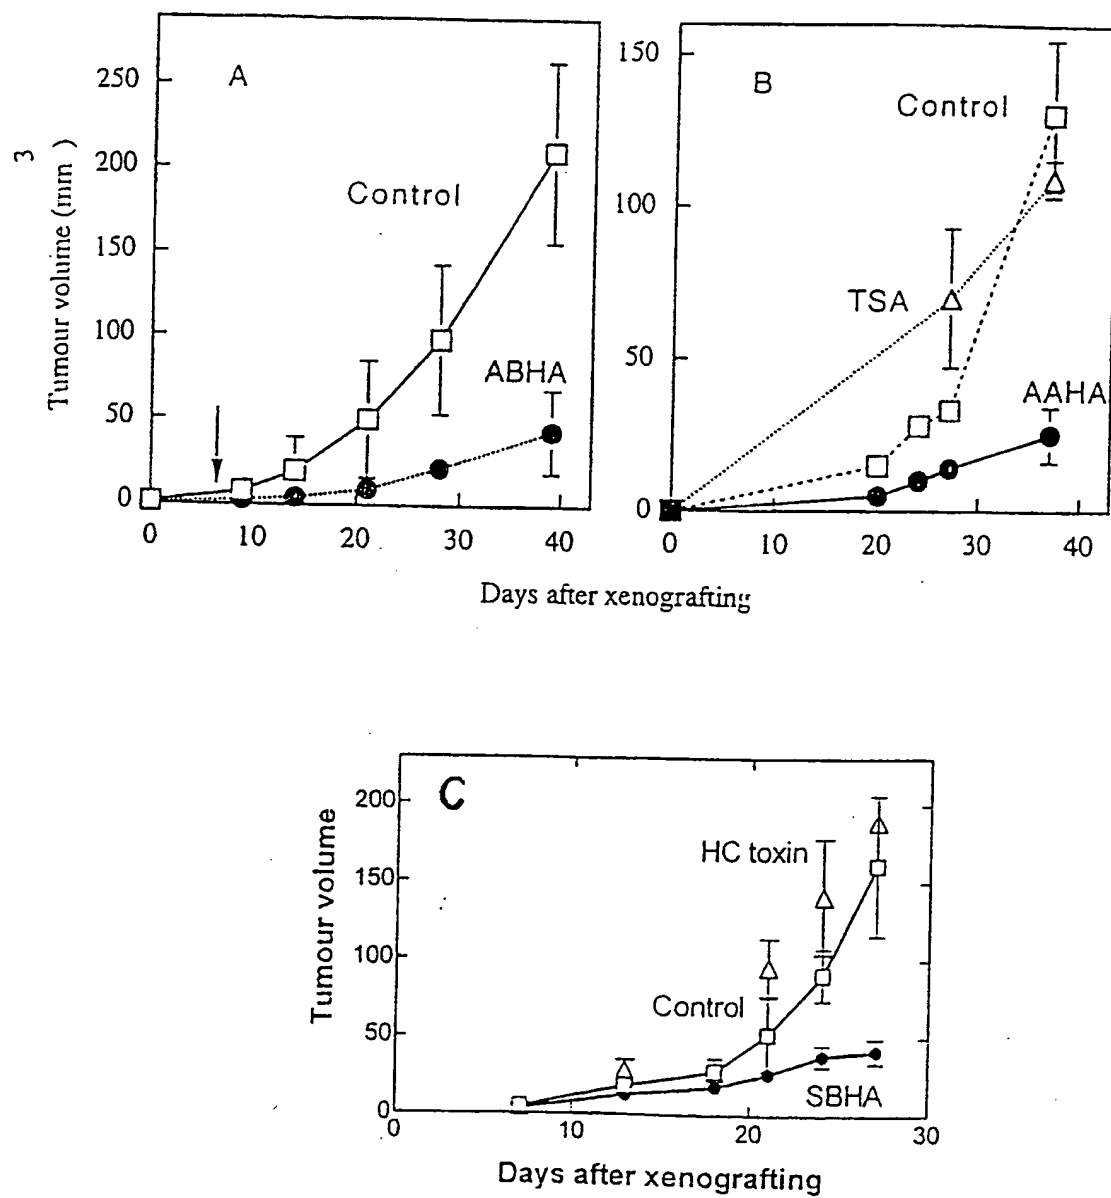 A
250
200
150
100
50
0
Tumour volume (mm3)
Control
ABHA
0 10 20 30 40
B
150
100
50
0
Control
TSA
AAHA
0 10 20 30 40
Days after xenografting
C
200
150
100
50
0
Tumour volume
HC toxin
Control
SBHA
0 10 20 30
Days after xenografting